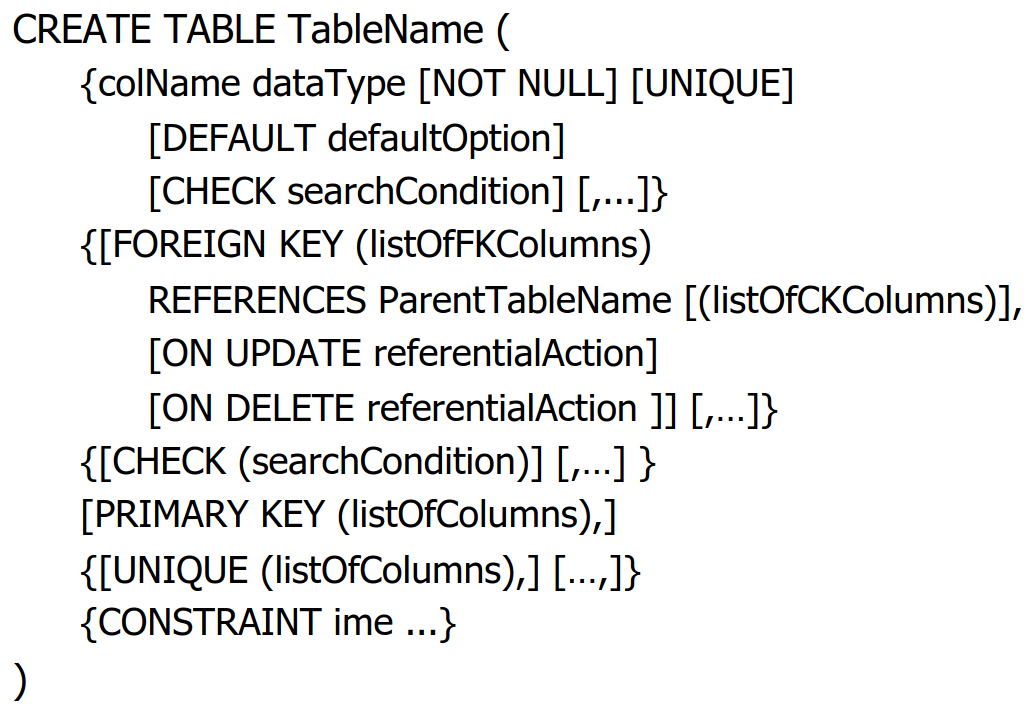 CREATE TABLE TableName (
{colName dataType [NOT NULL] [UNIQUE]
[DEFAULT defaultOption]
[CHECK searchCondition] [,...]}
{[FOREIGN KEY (listOfFKColumns)
REFERENCES ParentTableName [(listOfCKColumns)],
[ON UPDATE referentialAction]
[ON DELETE referentialAction ]] [,…]}
{[CHECK (searchCondition)] [,…] }
[PRIMARY KEY (listOfColumns),]
{[UNIQUE (listOfColumns),] […,]}
{CONSTRAINT ime ...}
)